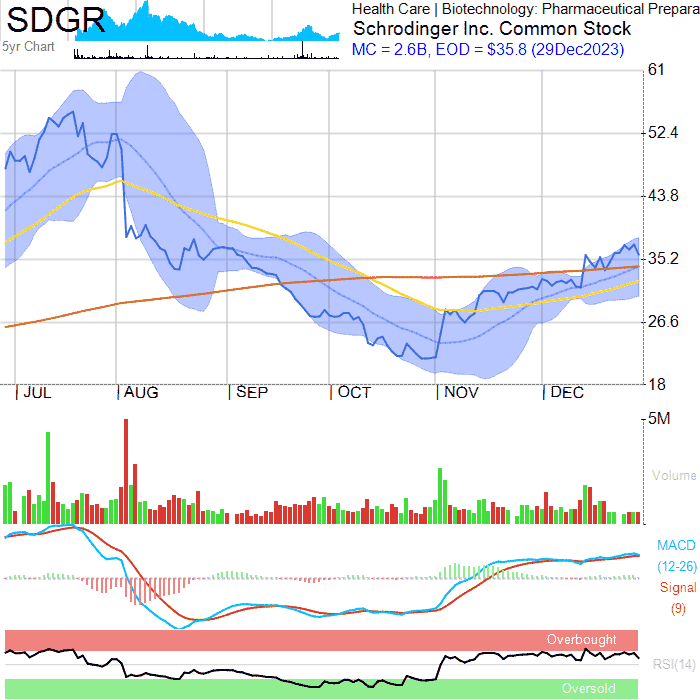 SDGR
5yr Chart
Health Care | Biotechnology: Pharmaceutical Prepara
Schrodinger Inc. Common Stock
MC = 2.6B, EOD = $35.8 (29Dec2023)
61
52.4
43.8
35.2
26.6
18
JUL AUG SEP OCT NOV DEC
5M
Volume
MACD
(12-26)
Signal
(9)
Overbought
RSI(14)
Oversold